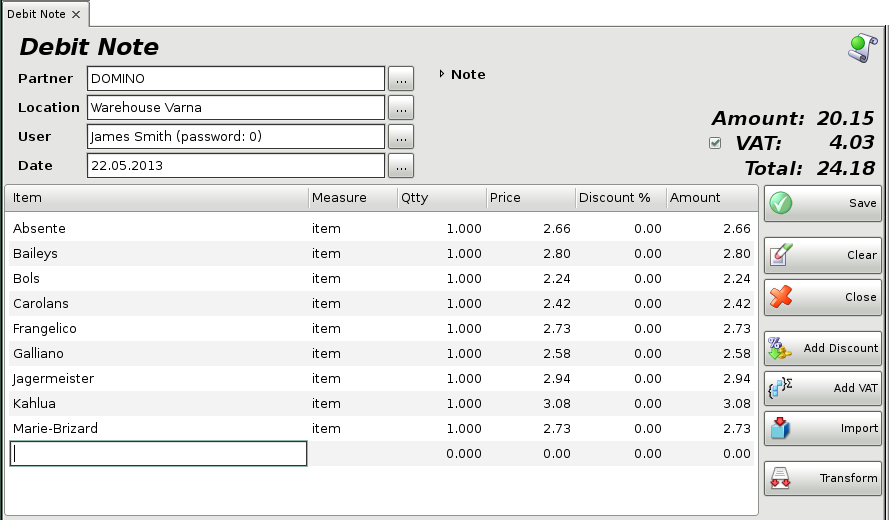 Debit Note
Debit Note
Partner DOMINO ...
Note
Location Warehouse Varna ...
User James Smith (password: 0) ...
Date 22.05.2013 ...
Amount: 20.15
VAT: 4.03
Total: 24.18
Item Measure Qtty Price Discount % Amount
Absente item 1.000 2.66 0.00 2.66
Baileys item 1.000 2.80 0.00 2.80
Bols item 1.000 2.24 0.00 2.24
Carolans item 1.000 2.42 0.00 2.42
Frangelico item 1.000 2.73 0.00 2.73
Galliano item 1.000 2.58 0.00 2.58
Jagermeister item 1.000 2.94 0.00 2.94
Kahlua item 1.000 3.08 0.00 3.08
Marie-Brizard item 1.000 2.73 0.00 2.73
0.000 0.00 0.00 0.00
Save
Clear
Close
Add Discount
Add VAT
Import
Transform